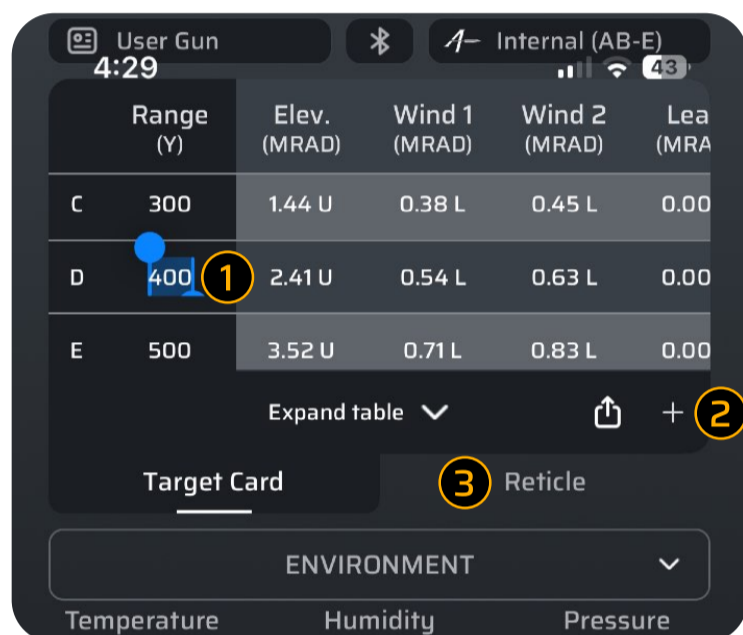 User Gun Internal (AB-E)
4:29 43
Range Elev. Wind 1 Wind 2 Lea
(Y) (MRAD) (MRAD) (MRAD) (MRA
C 300 1.44 U 0.38 L 0.45 L 0.00
D 400 1 2.41 U 0.54 L 0.63 L 0.00
E 500 3.52 U 0.71 L 0.83 L 0.00
Expand table + 2
Target Card 3 Reticle
ENVIRONMENT
Temperature Humidity Pressure